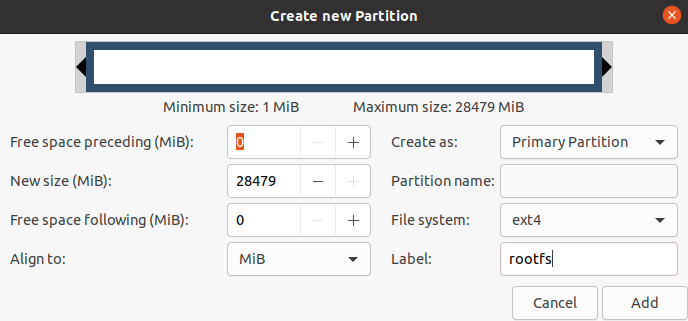 Create new Partition
Minimum size: 1 MiB Maximum size: 28479 MiB
Free space preceding (MiB): 0 Create as: Primary Partition
New size (MiB): 28479 Partition name:
Free space following (MiB): 0 File system: ext4
Align to: MiB Label: rootfs
Cancel Add